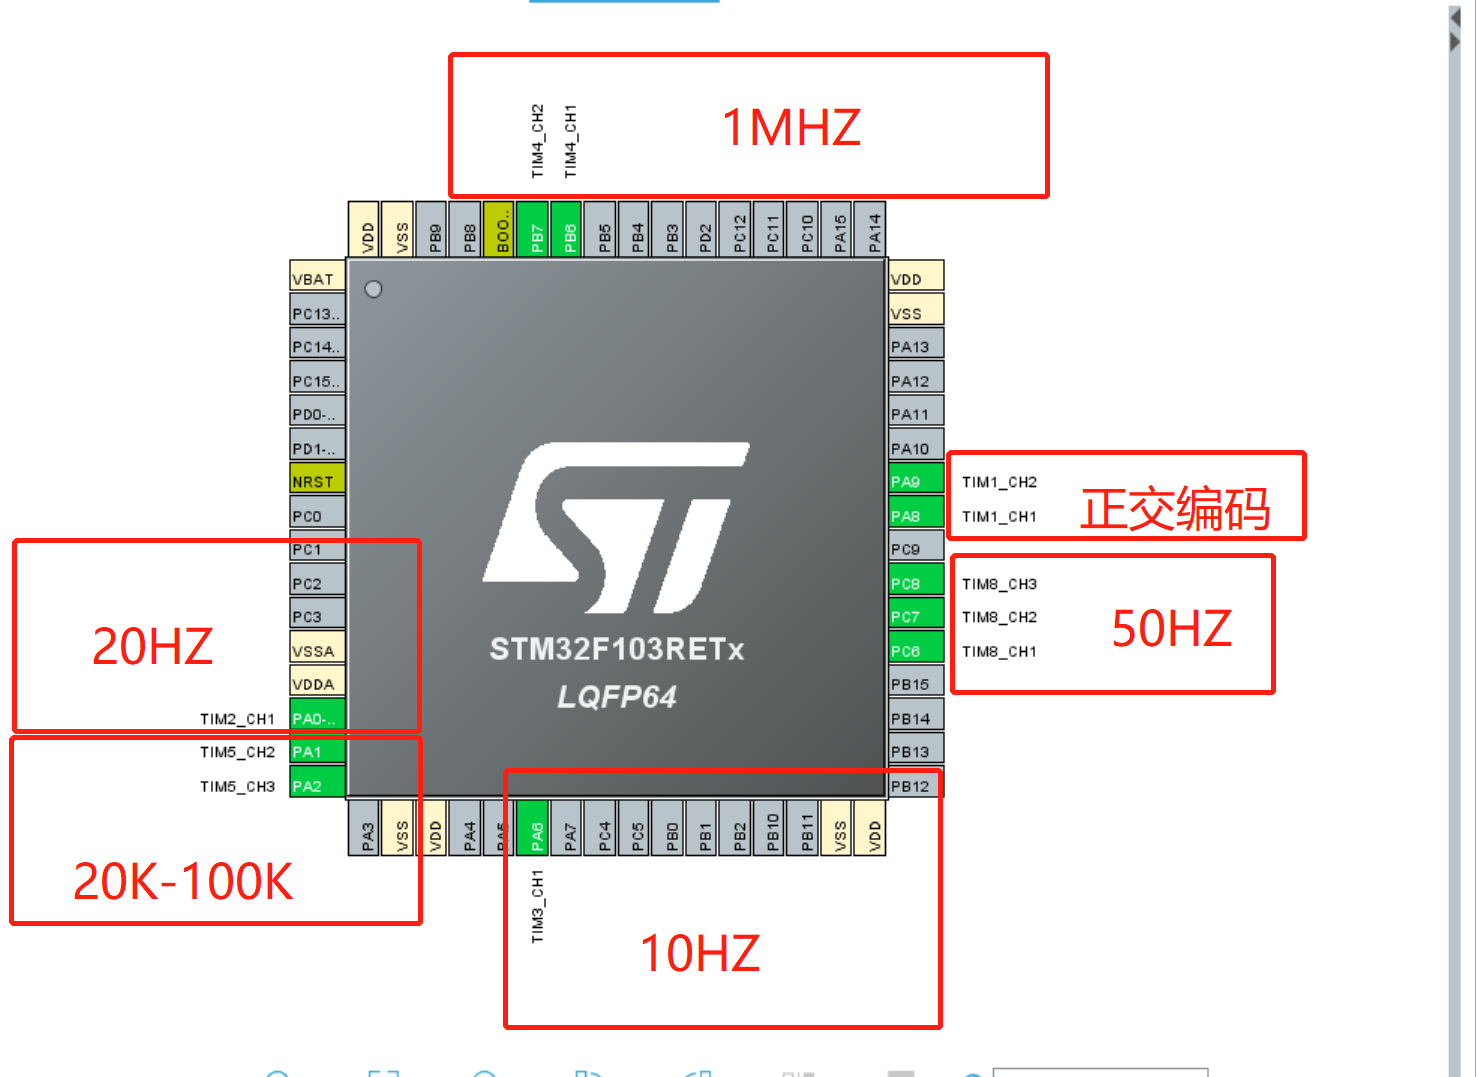 TIM4_CH2
TIM4_CH1
1MHZ
VDD
VSS
PB9
PB8
BOO..
PB7
PB6
PB5
PB4
PB3
PD2
PC12
PC11
PC10
PA15
PA14
VBAT
PC13..
PC14..
PC15..
PD0-..
PD1-..
NRST
PC0
PC1
PC2
PC3
VSSA
VDDA
PA0-..
PA1
PA2
20HZ
TIM2_CH1
TIM5_CH2
TIM5_CH3
20K-100K
STM32F103RETx
LQFP64
VDD
VSS
PA13
PA12
PA11
PA10
PA9
PA8
PC9
PC8
PC7
PC6
PB15
PB14
PB13
PB12
TIM1_CH2
TIM1_CH1
正交编码
TIM8_CH3
TIM8_CH2
TIM8_CH1
50HZ
PA3
VSS
VDD
PA4
PA5
PA6
PA7
PC4
PC5
PB0
PB1
PB2
PB10
PB11
VSS
VDD
TIM3_CH1
10HZ